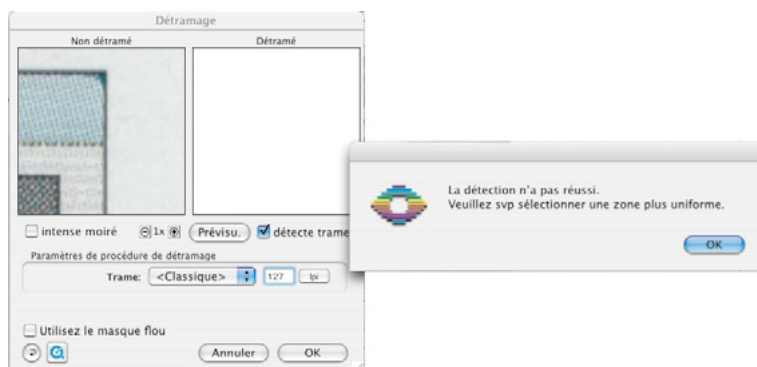 Détramage
Non détramé Détramé
La détection n'a pas réussi.
Veuillez svp sélectionner une zone plus uniforme.
OK
intense moiré 1x Prévisu. détecte trame
Paramètres de procédure de détramage
Trame: <Classique> 127 lpi
Utilisez le masque flou
Annuler OK